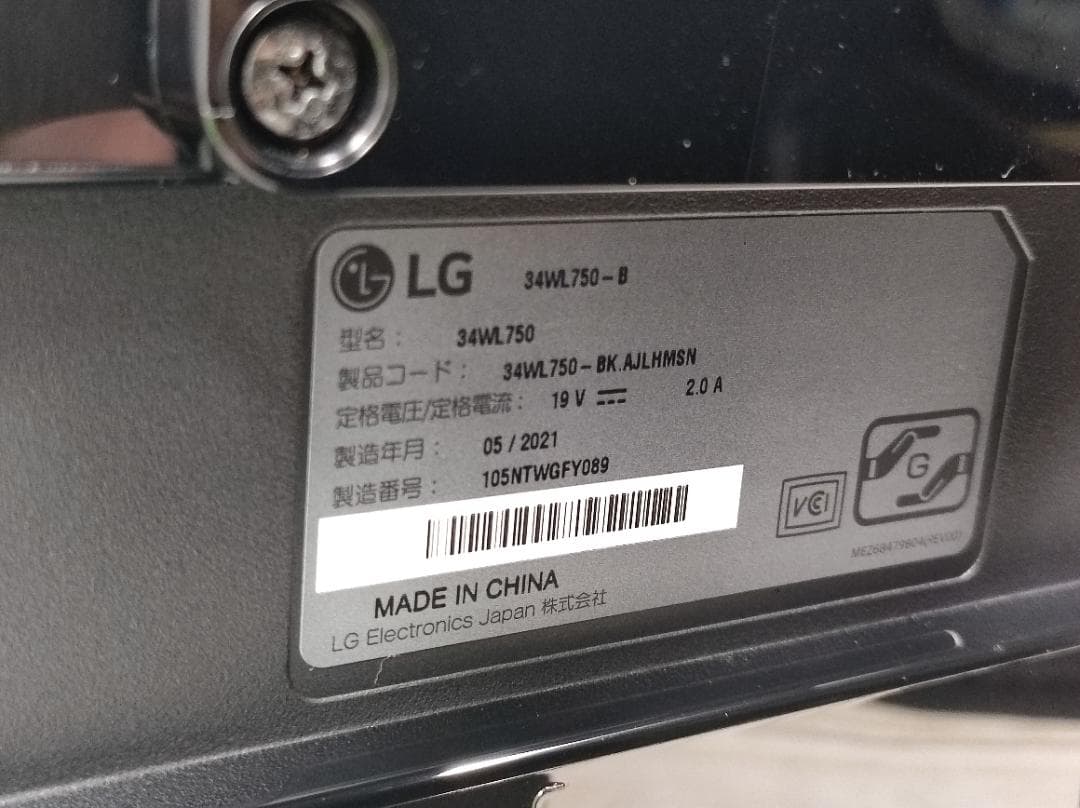 LG 34WL750-B
型名： 34WL750
製品コード： 34WL750-BK.AJLHMSN
定格電圧/定格電流： 19 V ⎓ 2.0 A
製造年月： 05 / 2021
製造番号： 105NTWGFY089
VCI
G
MEZ68479804(REV00)
MADE IN CHINA
LG Electronics Japan 株式会社